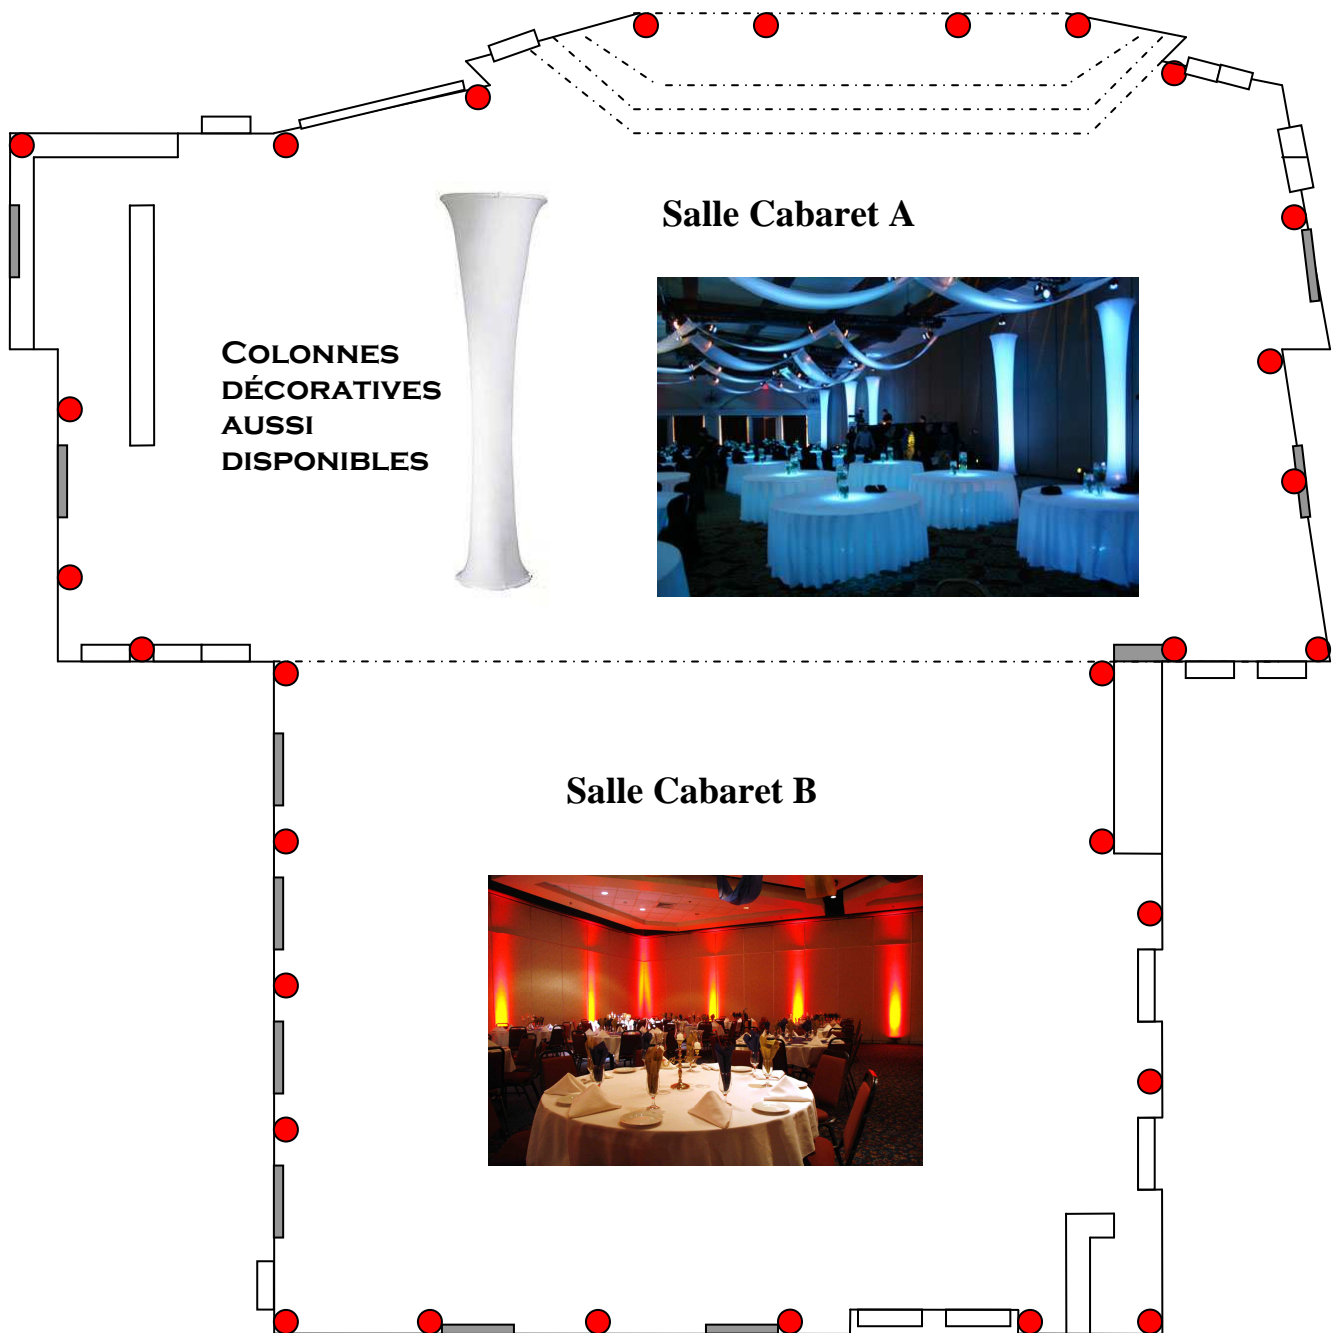 Salle Cabaret A
COLONNES
DÉCORATIVES
AUSSI
DISPONIBLES
Salle Cabaret B